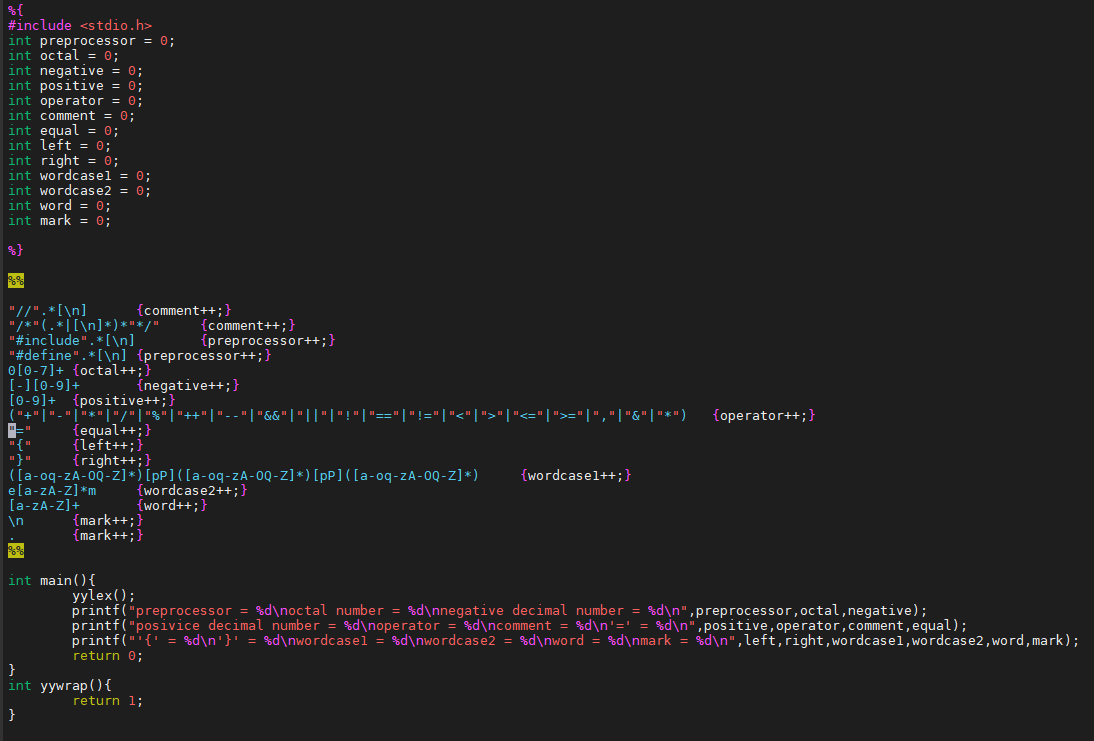 %{
#include <stdio.h>
int preprocessor = 0;
int octal = 0;
int negative = 0;
int positive = 0;
int operator = 0;
int comment = 0;
int equal = 0;
int left = 0;
int right = 0;
int wordcase1 = 0;
int wordcase2 = 0;
int word = 0;
int mark = 0;
%}
%%
"//".*[\n]	{comment++;}
"/*"(.*|[\n]*)*"*/"	{comment++;}
"#include".*[\n]	{preprocessor++;}
"#define".*[\n]	{preprocessor++;}
0[0-7]+	{octal++;}
[-][0-9]+	{negative++;}
[0-9]+	{positive++;}
("+"|"-"|"*"|"/"|"%"|"++"|"--"|"&&"|"||"|"!"|"=="|"!="|"<"|">"|"<="|">="|","|"&"|"*")	{operator++;}
"="	{equal++;}
"{"	{left++;}
"}"	{right++;}
([a-oq-zA-OQ-Z]*)[pP]([a-oq-zA-OQ-Z]*)[pP]([a-oq-zA-OQ-Z]*)	{wordcase1++;}
e[a-zA-Z]*m	{wordcase2++;}
[a-zA-Z]+	{word++;}
\n	{mark++;}
.	{mark++;}
%%
int main(){
	yylex();
	printf("preprocessor = %d\noctal number = %d\nnegative decimal number = %d\n",preprocessor,octal,negative);
	printf("posivice decimal number = %d\noperator = %d\ncomment = %d\n'=' = %d\n",positive,operator,comment,equal);
	printf("'{' = %d\n'}' = %d\nwordcase1 = %d\nwordcase2 = %d\nword = %d\nmark = %d\n",left,right,wordcase1,wordcase2,word,mark);
	return 0;
}
int yywrap(){
	return 1;
}